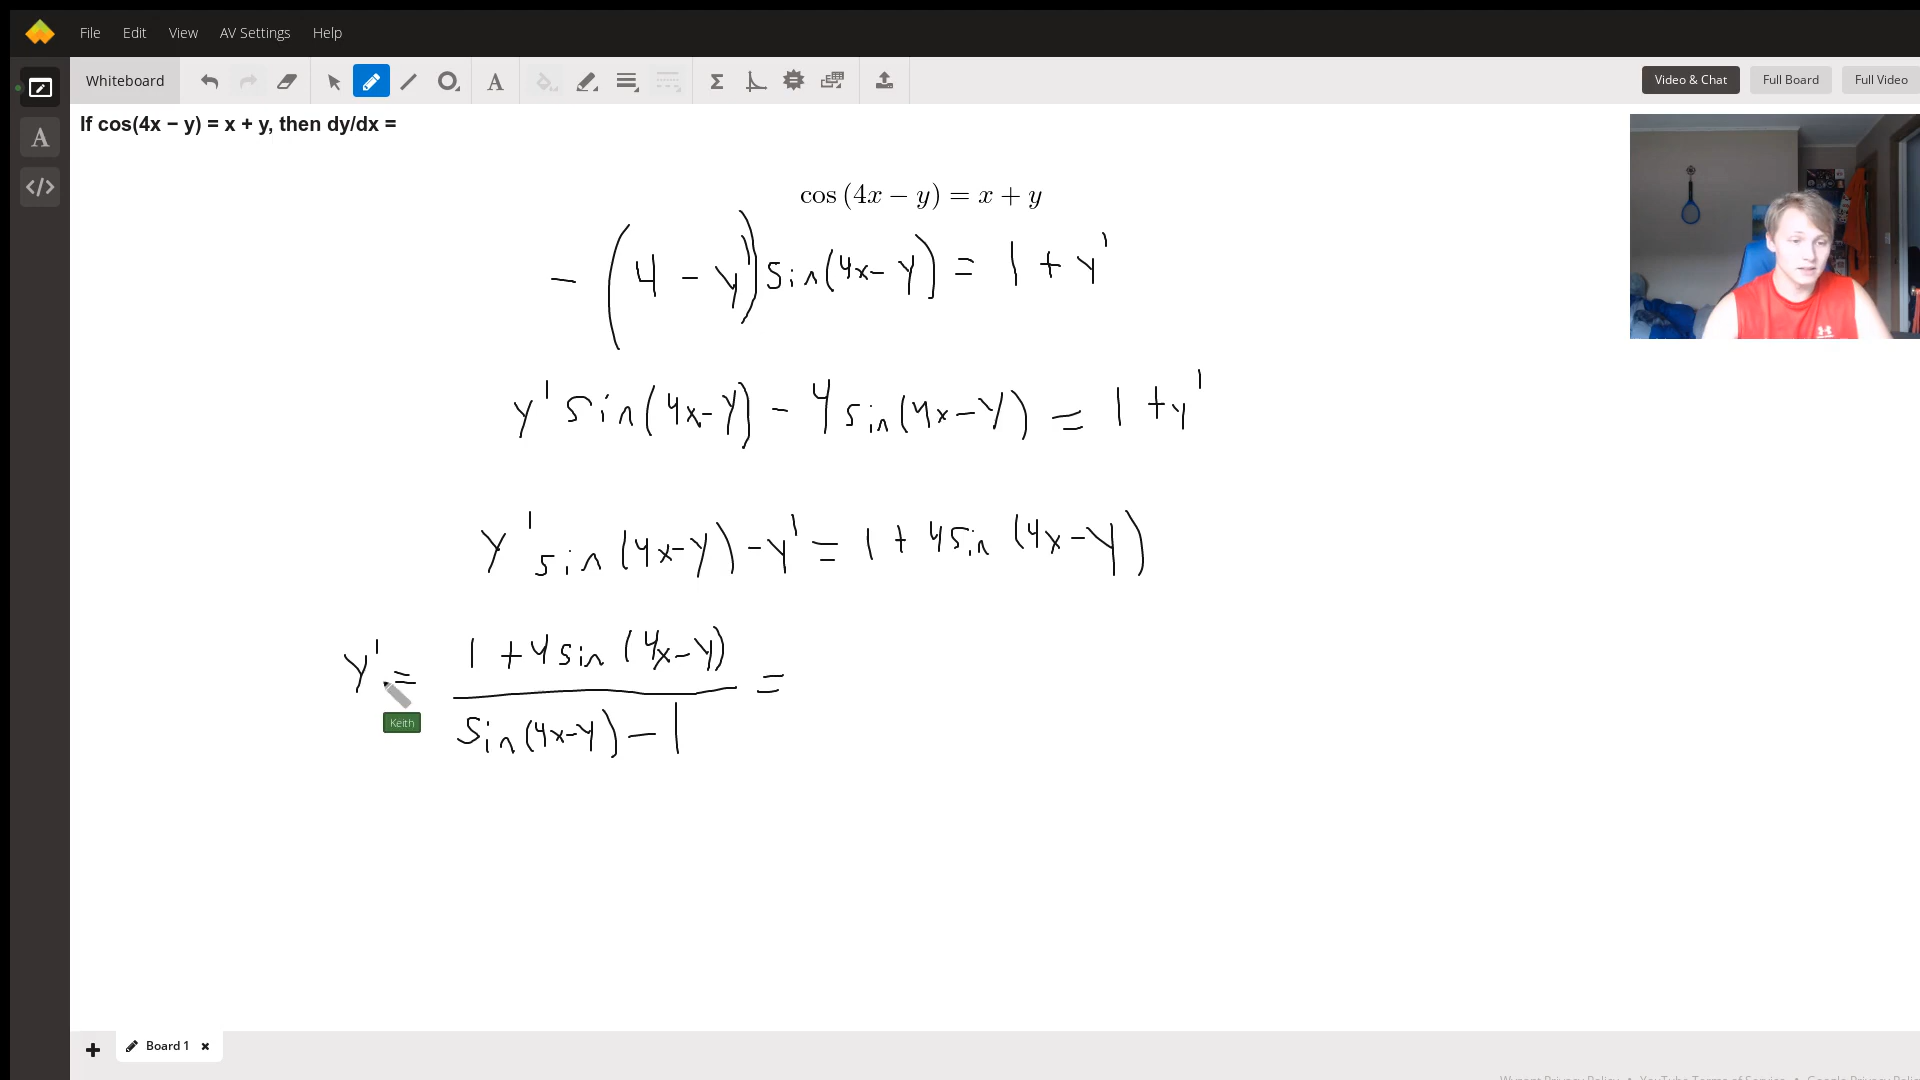 File Edit View AV Settings Help
Whiteboard A Σ Video & Chat Full Board Full Video
A
</>
If cos(4x − y) = x + y, then dy/dx =
cos (4x − y) = x + y
- (4 - y') sin(4x - y) = 1 + y'
y' sin(4x-y) - 4 sin(4x-y) = 1 + y'
y' sin(4x-y) - y' = 1 + 4 sin(4x-y)
y' = 1 + 4 sin(4x-y) / sin(4x-y) - 1 =
Keith
Board 1